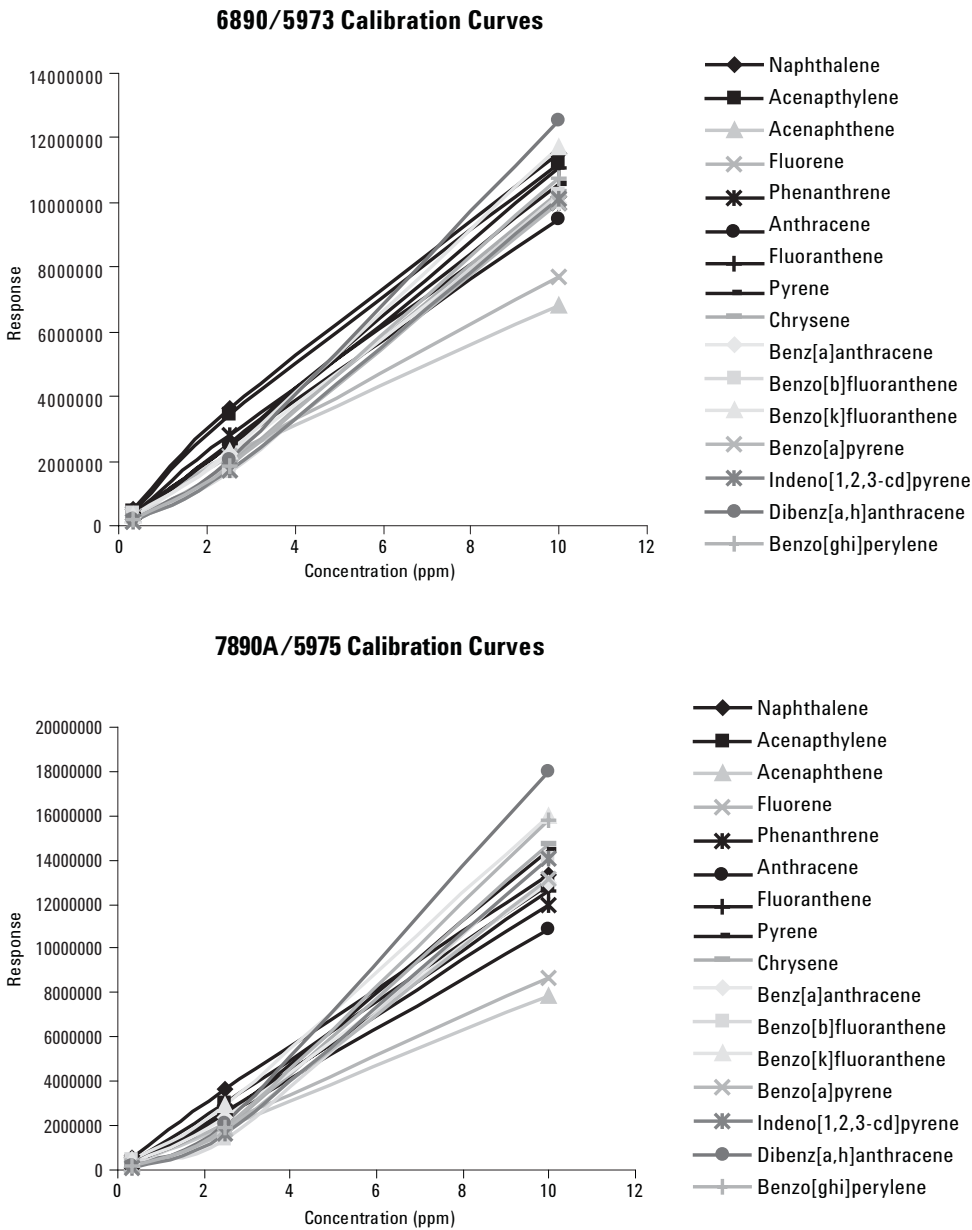 6890/5973 Calibration Curves
14000000
12000000
10000000
8000000
6000000
4000000
2000000
0
Response
0 2 4 6 8 10 12
Concentration (ppm)
Naphthalene
Acenapthylene
Acenaphthene
Fluorene
Phenanthrene
Anthracene
Fluoranthene
Pyrene
Chrysene
Benz[a]anthracene
Benzo[b]fluoranthene
Benzo[k]fluoranthene
Benzo[a]pyrene
Indeno[1,2,3-cd]pyrene
Dibenz[a,h]anthracene
Benzo[ghi]perylene
7890A/5975 Calibration Curves
20000000
18000000
16000000
14000000
12000000
10000000
8000000
6000000
4000000
2000000
0
Response
0 2 4 6 8 10 12
Concentration (ppm)
Naphthalene
Acenapthylene
Acenaphthene
Fluorene
Phenanthrene
Anthracene
Fluoranthene
Pyrene
Chrysene
Benz[a]anthracene
Benzo[b]fluoranthene
Benzo[k]fluoranthene
Benzo[a]pyrene
Indeno[1,2,3-cd]pyrene
Dibenz[a,h]anthracene
Benzo[ghi]perylene